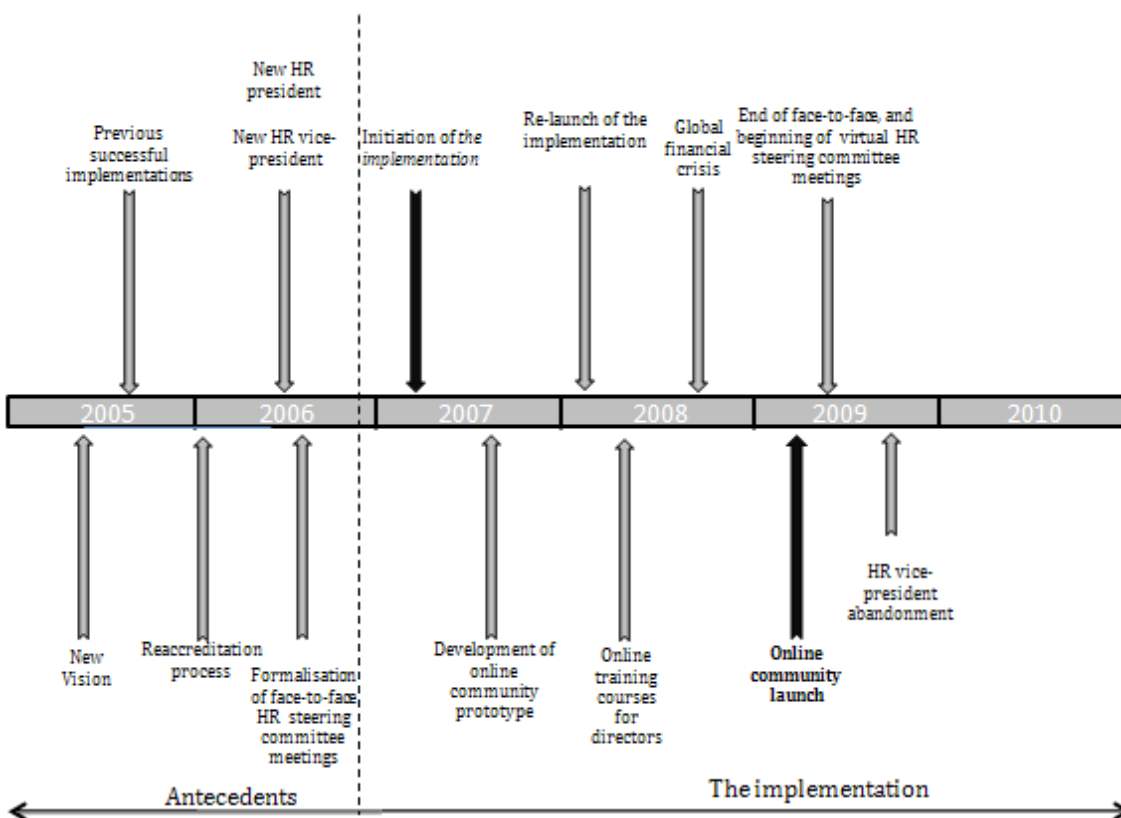 New HR
president
New HR vice-
president
Previous
successful
implementations
Initiation of the
implementation
Re-launch of the
implementation
Global
financial
crisis
End of face-to-face, and
beginning of virtual HR
steering committee
meetings
2005
2006
2007
2008
2009
2010
New
Vision
Reaccreditation
process
Formalisation
of face-to-face
HR steering
committee
meetings
Development of
online
community
prototype
Online
training
courses
for
directors
Online
community
launch
HR vice-
president
abandonment
Antecedents
The implementation